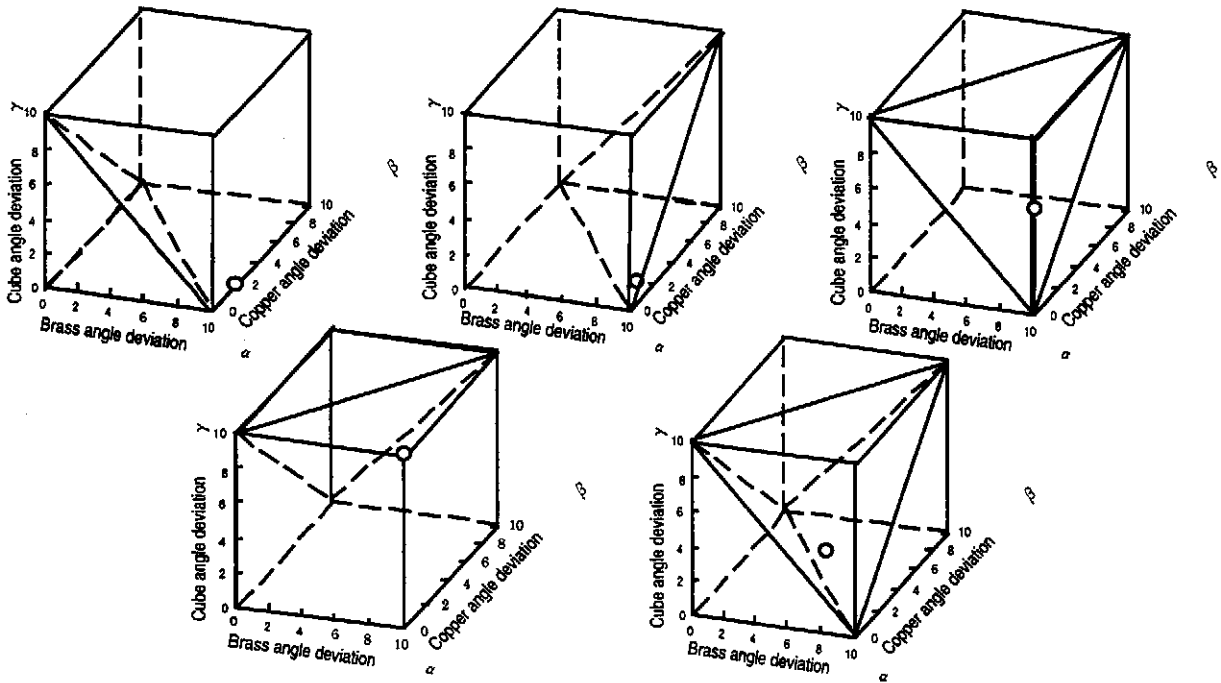 γ
10
8
6
4
2
0
Cube angle deviation
0 2 4 6 8 10
Brass angle deviation
α
0 2 4 6 8 10
Copper angle deviation
β
γ
10
8
6
4
2
0
Cube angle deviation
0 2 4 6 8 10
Brass angle deviation
α
0 2 4 6 8 10
Copper angle deviation
β
γ
10
8
6
4
2
0
Cube angle deviation
0 2 4 6 8 10
Brass angle deviation
α
0 2 4 6 8 10
Copper angle deviation
β
γ
10
8
6
4
2
0
Cube angle deviation
0 2 4 6 8 10
Brass angle deviation
α
0 2 4 6 8 10
Copper angle deviation
β
γ
10
8
6
4
2
0
Cube angle deviation
0 2 4 6 8 10
Brass angle deviation
α
0 2 4 6 8 10
Copper angle deviation
β